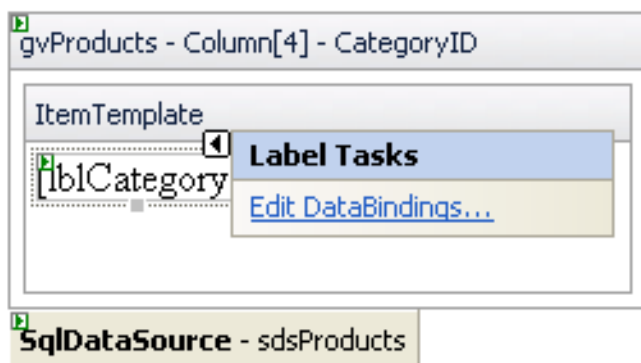 gvProducts - Column[4] - CategoryID
ItemTemplate
[lblCategory
Label Tasks
Edit DataBindings...
SqlDataSource - sdsProducts